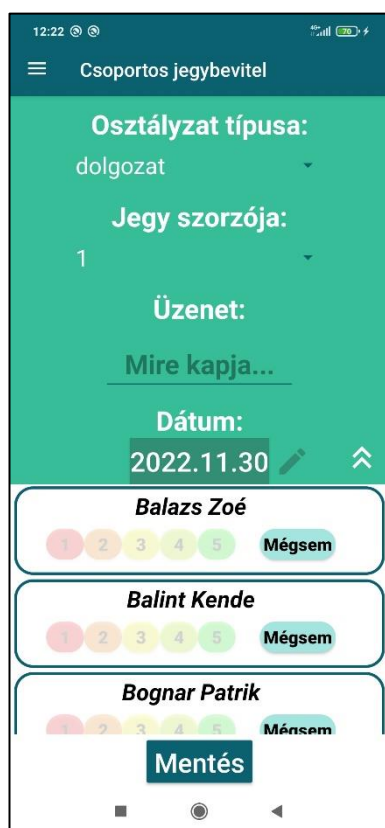 12:22 4G+ 70
Csoportos jegybevitel
Osztályzat típusa:
dolgozat
Jegy szorzója:
1
Üzenet:
Mire kapja...
Dátum:
2022.11.30
Balazs Zoé
1 2 3 4 5 Mégsem
Balint Kende
1 2 3 4 5 Mégsem
Bognar Patrik
1 2 3 4 5 Mégsem
Mentés